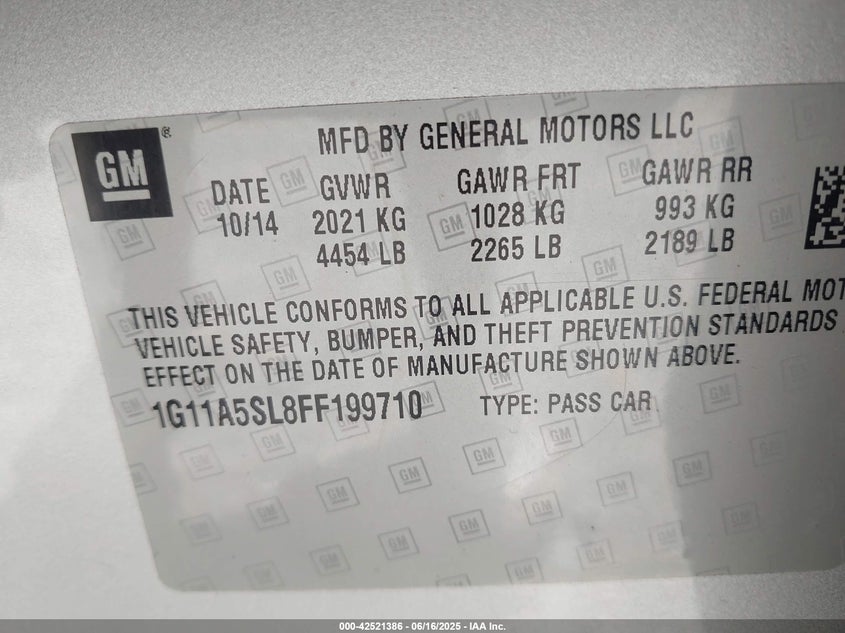 GM
MFD BY GENERAL MOTORS LLC
DATE GVWR GAWR FRT GAWR RR
10/14 2021 KG 1028 KG 993 KG
4454 LB 2265 LB 2189 LB
THIS VEHICLE CONFORMS TO ALL APPLICABLE U.S. FEDERAL MOT
VEHICLE SAFETY, BUMPER, AND THEFT PREVENTION STANDARDS
EFFECT ON THE DATE OF MANUFACTURE SHOWN ABOVE.
1G11A5SL8FF199710 TYPE: PASS CAR
000-42521386 - 06/16/2025 - IAA Inc.